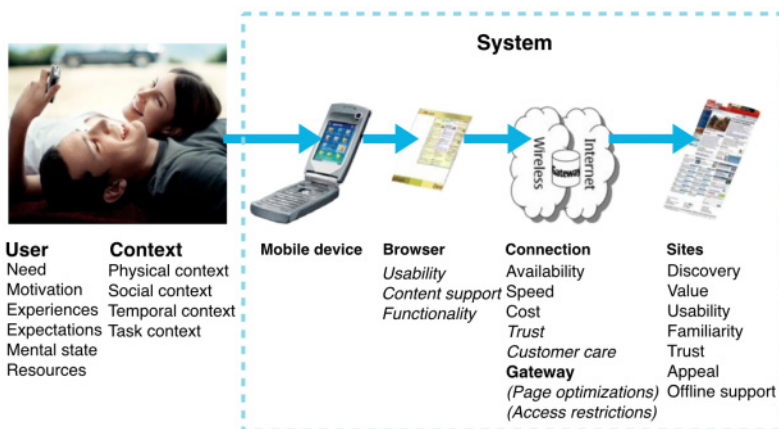 System
Wireless
Gateway
Internet
User
Need
Motivation
Experiences
Expectations
Mental state
Resources
Context
Physical context
Social context
Temporal context
Task context
Mobile device
Browser
Usability
Content support
Functionality
Connection
Availability
Speed
Cost
Trust
Customer care
Gateway
(Page optimizations)
(Access restrictions)
Sites
Discovery
Value
Usability
Familiarity
Trust
Appeal
Offline support